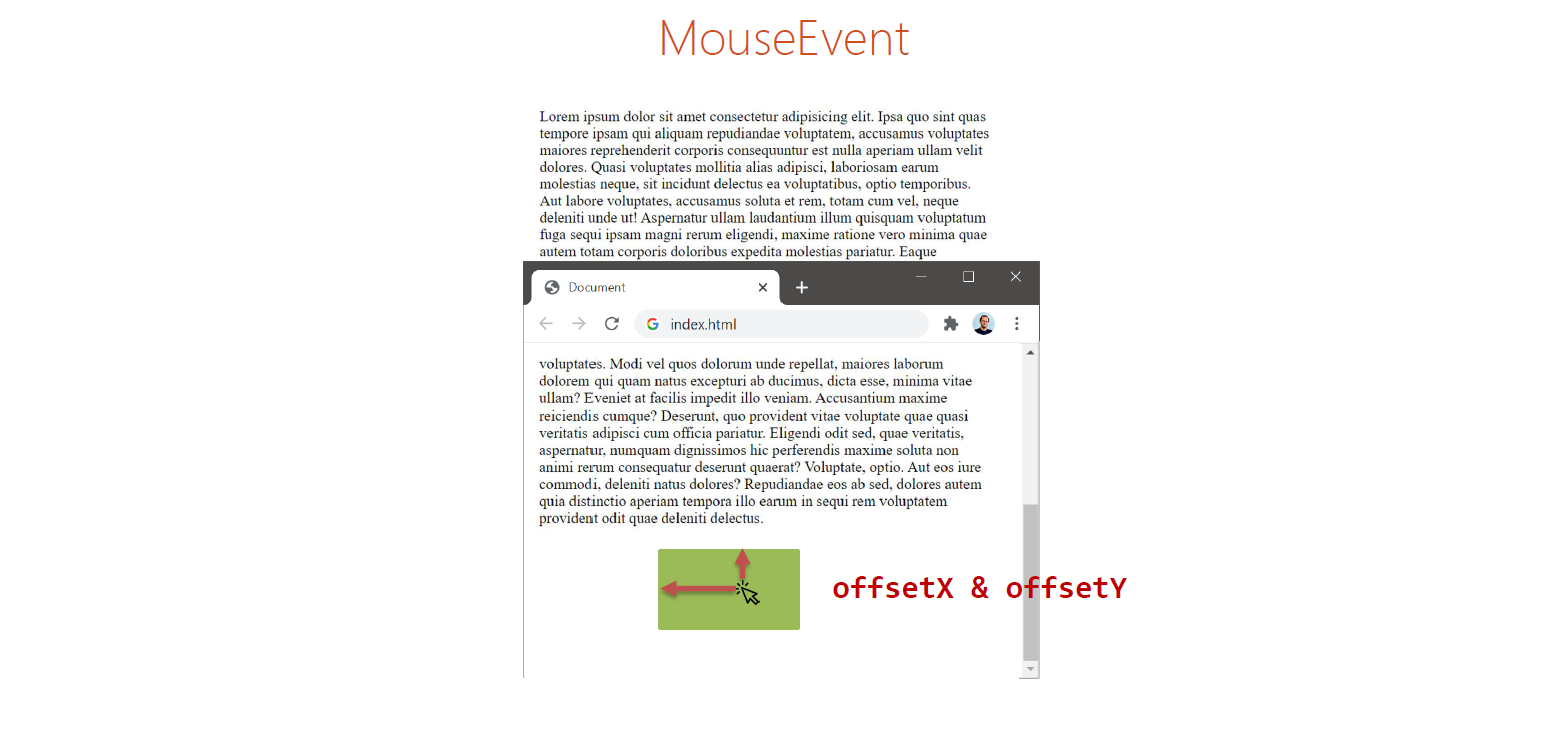 MouseEvent
Lorem ipsum dolor sit amet consectetur adipisicing elit. Ipsa quo sint quas
tempore ipsam qui aliquam repudiandae voluptatem, accusamus voluptates
maiores reprehenderit corporis consequuntur est nulla aperiam ullam velit
dolores. Quasi voluptates mollitia alias adipisci, laboriosam earum
molestias neque, sit incidunt delectus ea voluptatibus, optio temporibus.
Aut labore voluptates, accusamus soluta et rem, totam cum vel, neque
deleniti unde ut! Aspernatur ullam laudantium illum quisquam voluptatum
fuga sequi ipsam magni rerum eligendi, maxime ratione vero minima quae
autem totam corporis doloribus expedita molestias pariatur. Eaque
Document
index.html
voluptates. Modi vel quos dolorum unde repellat, maiores laborum
dolorem qui quam natus excepturi ab ducimus, dicta esse, minima vitae
ullam? Eveniet at facilis impedit illo veniam. Accusantium maxime
reiciendis cumque? Deserunt, quo provident vitae voluptate quae quasi
veritatis adipisci cum officia pariatur. Eligendi odit sed, quae veritatis,
aspernatur, numquam dignissimos hic perferendis maxime soluta non
animi rerum consequatur deserunt quaerat? Voluptate, optio. Aut eos iure
commodi, deleniti natus dolores? Repudiandae eos ab sed, dolores autem
quia distinctio aperiam tempora illo earum in sequi rem voluptatem
provident odit quae deleniti delectus.
offsetX & offsetY